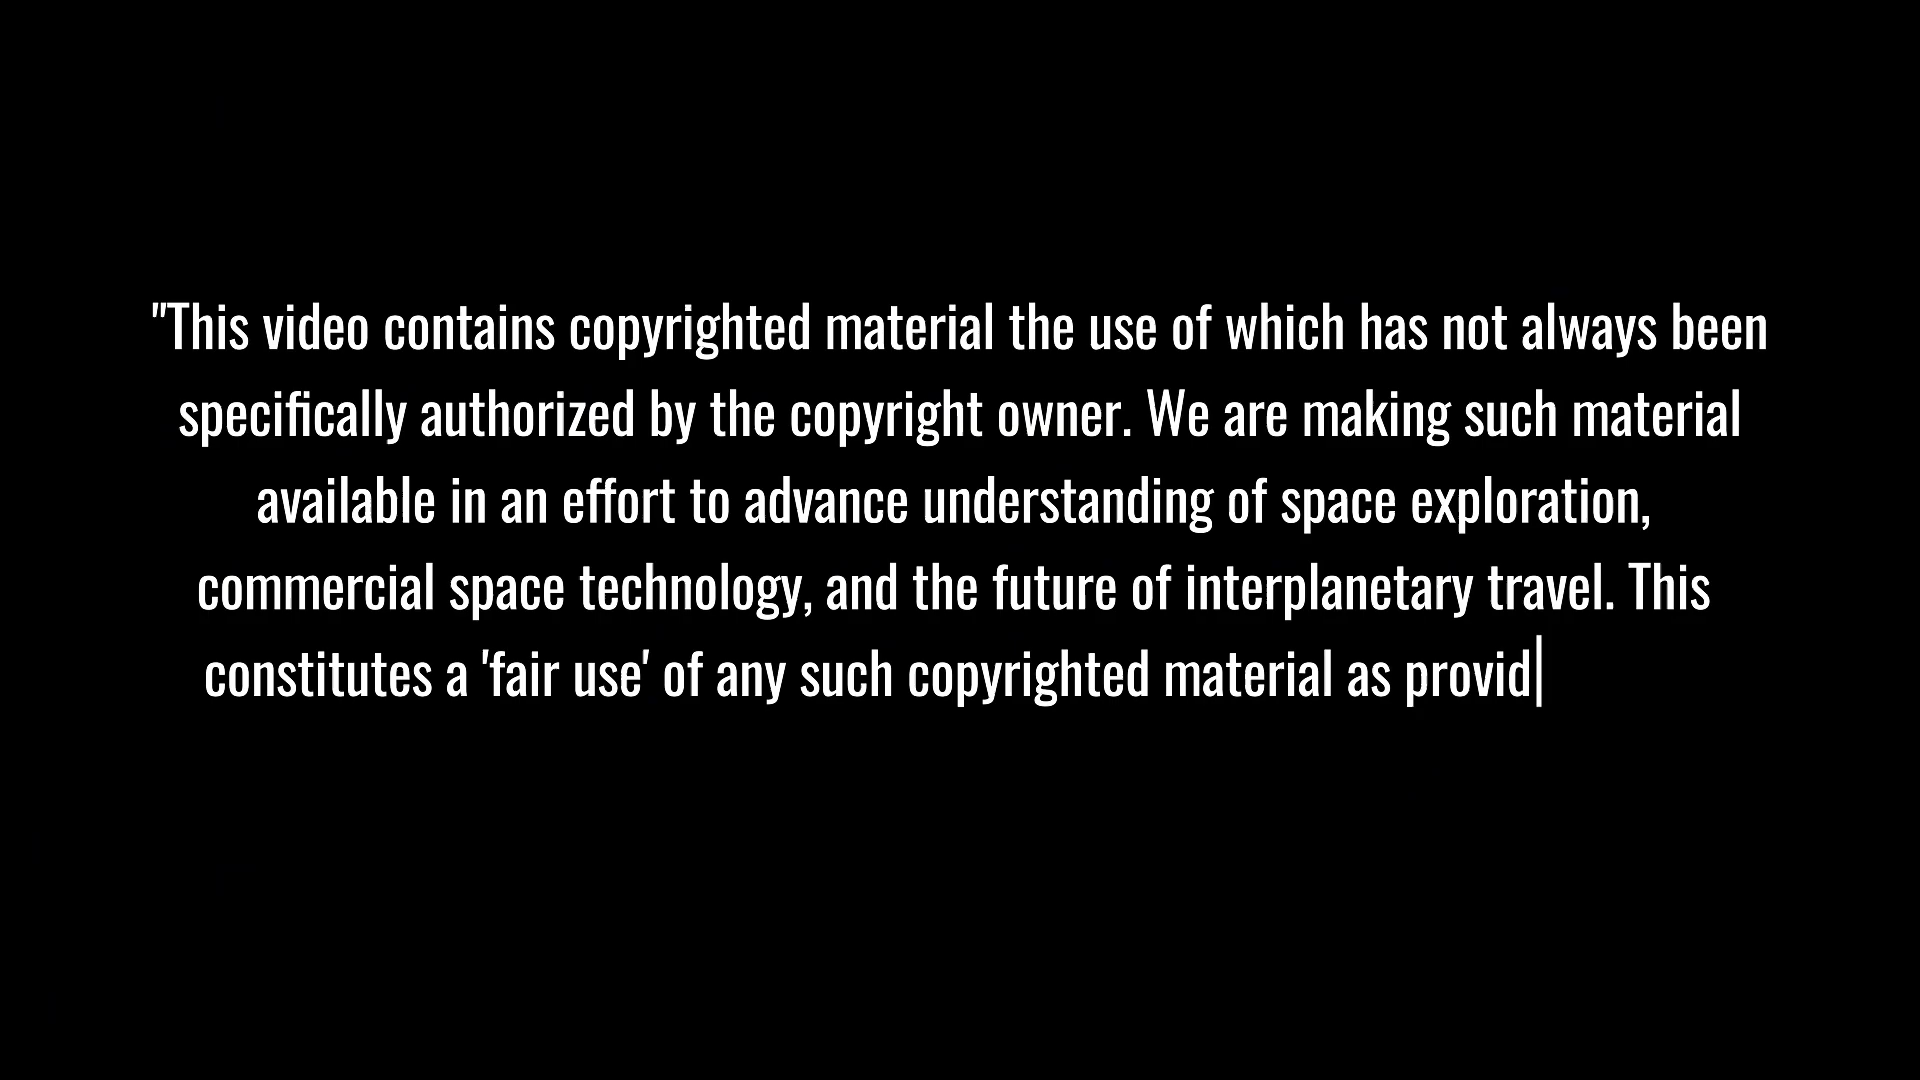 "This video contains copyrighted material the use of which has not always been
specifically authorized by the copyright owner. We are making such material
available in an effort to advance understanding of space exploration,
commercial space technology, and the future of interplanetary travel. This
constitutes a 'fair use' of any such copyrighted material as provid